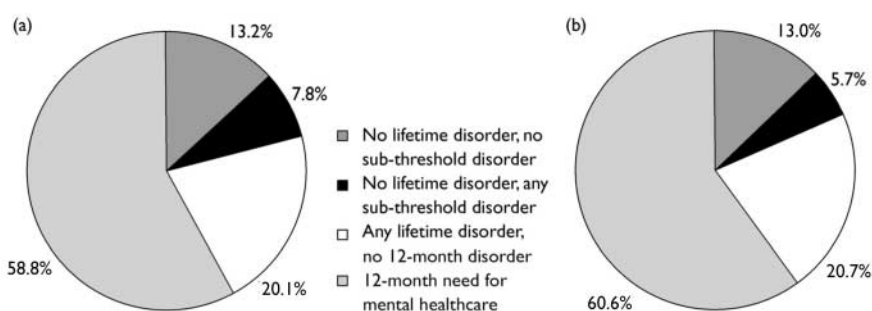 (a)
13.2%
7.8%
20.1%
58.8%
No lifetime disorder, no
sub-threshold disorder
No lifetime disorder, any
sub-threshold disorder
Any lifetime disorder,
no 12-month disorder
12-month need for
mental healthcare
(b)
13.0%
5.7%
20.7%
60.6%